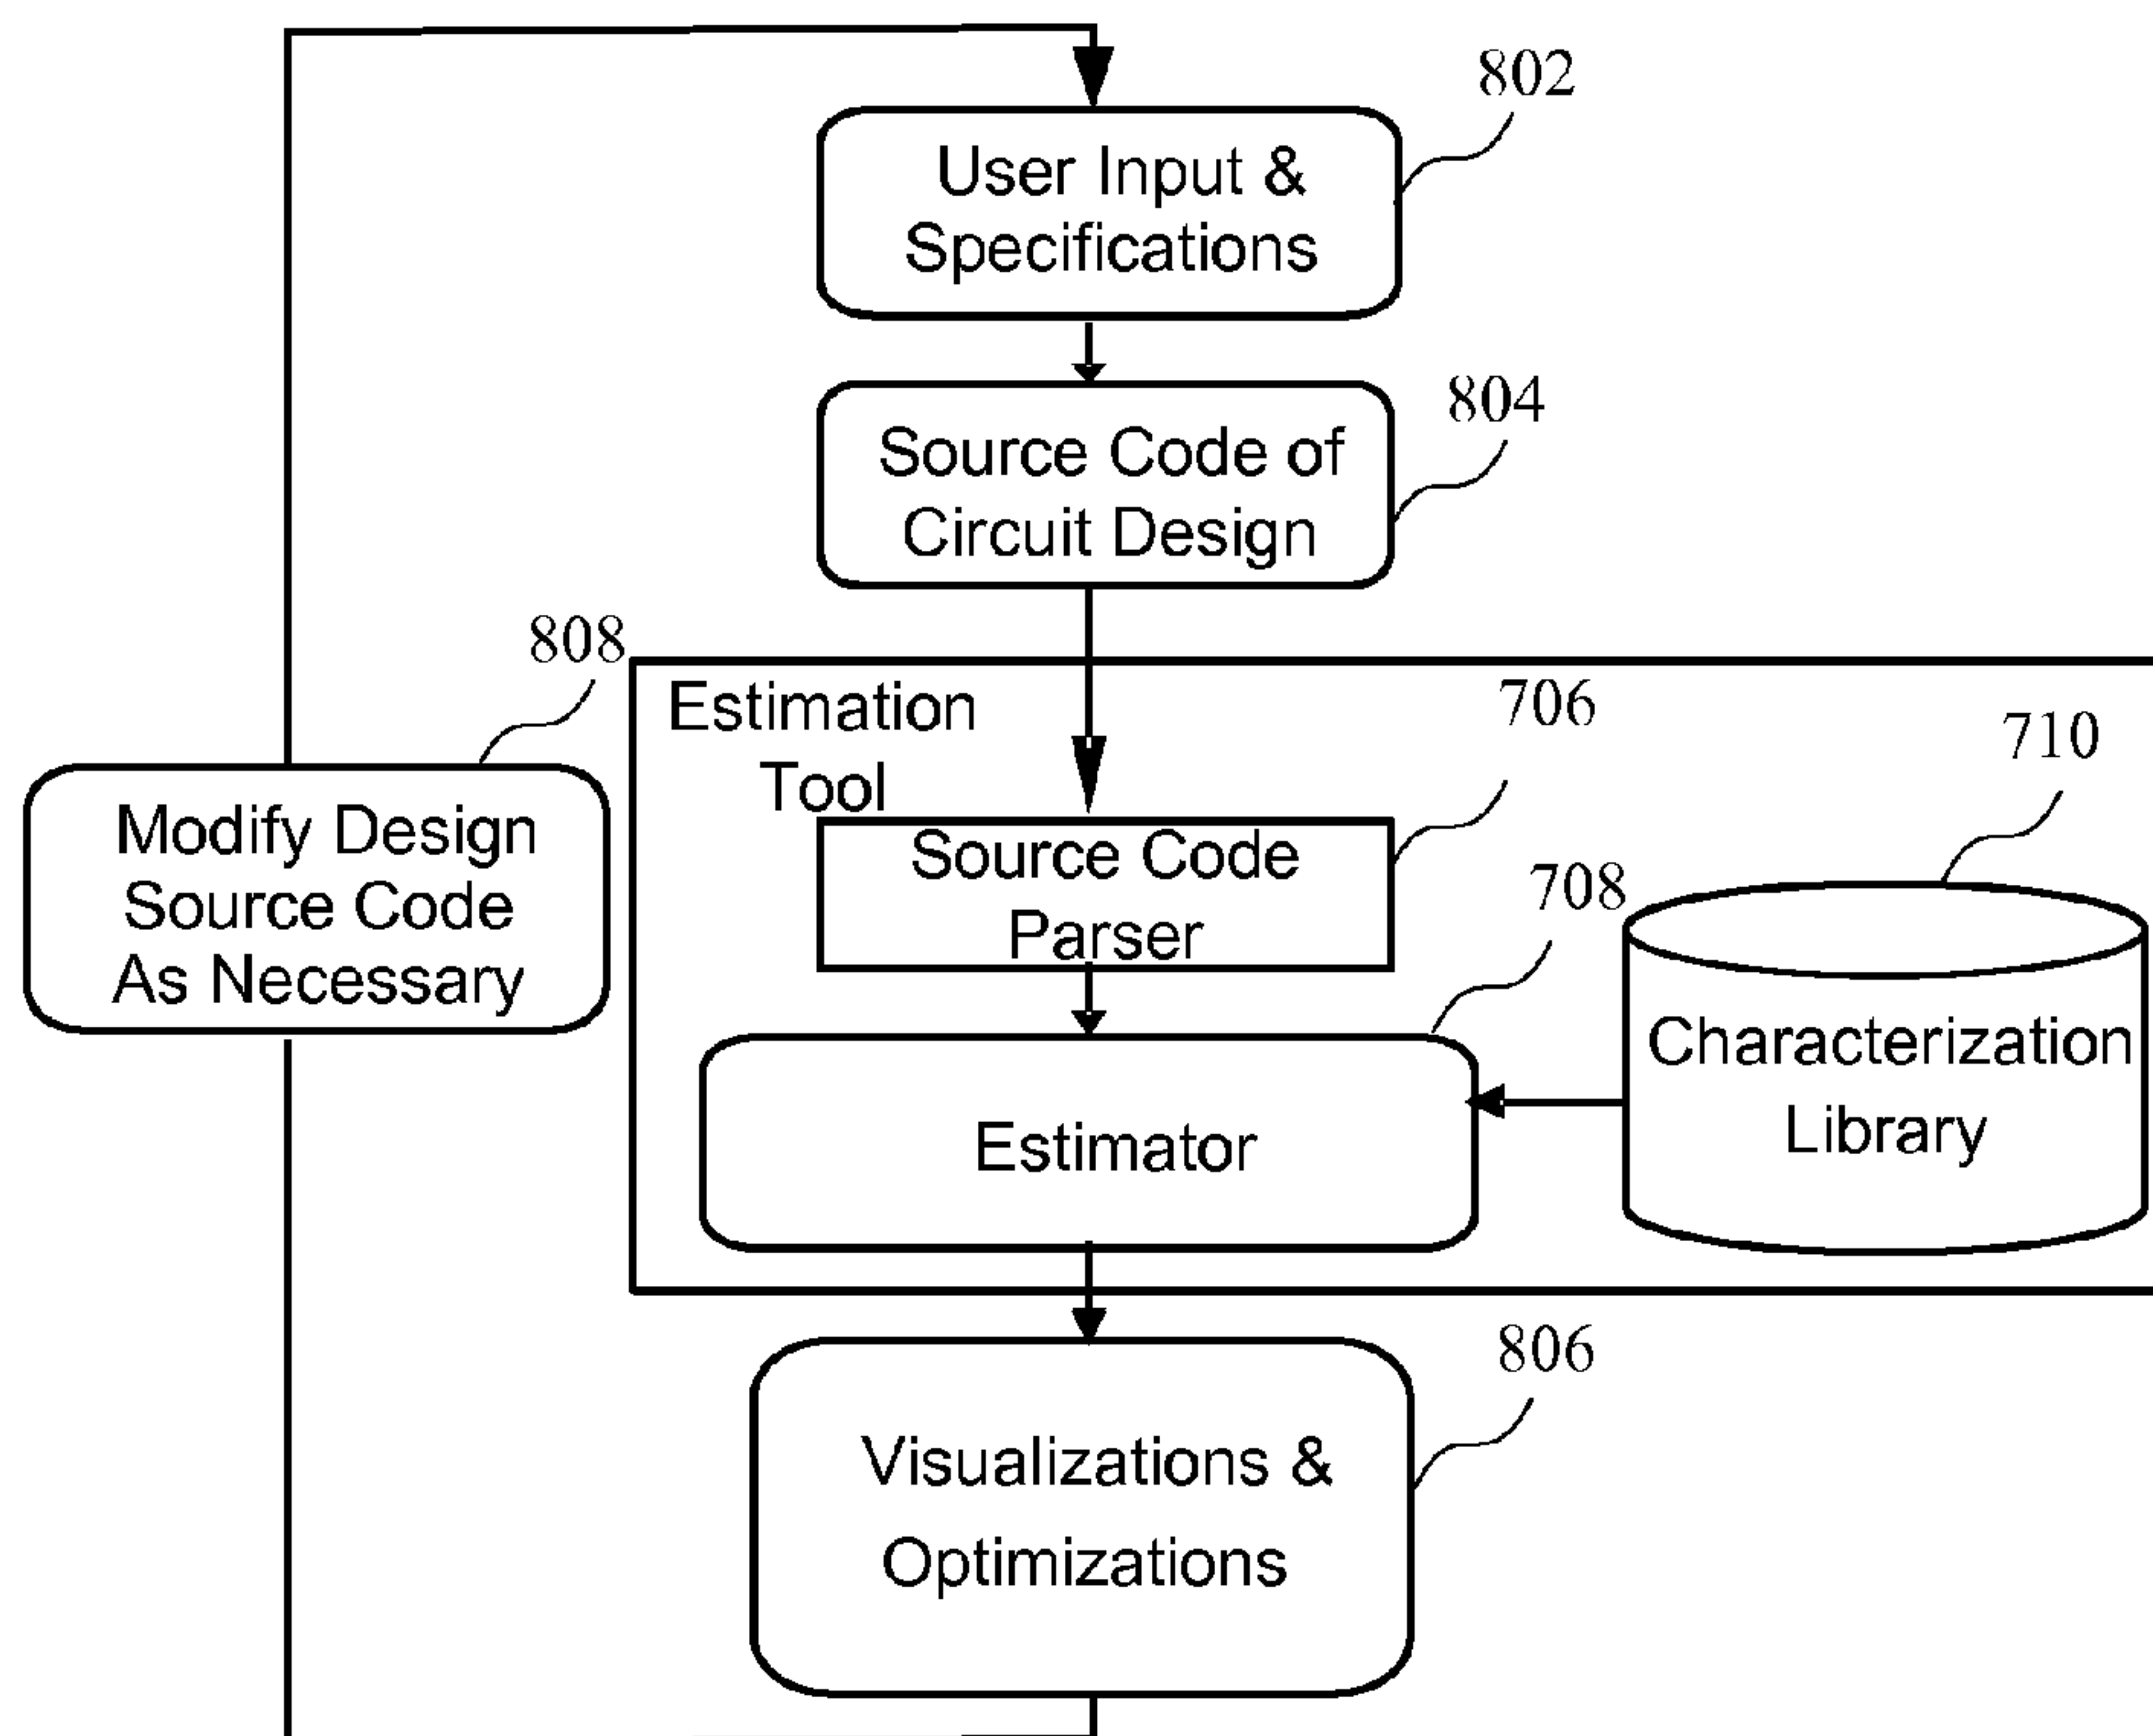 802
User Input &
Specifications
804
Source Code of
Circuit Design
808
Estimation
Tool
706
710
Modify Design
Source Code
As Necessary
Source Code
Parser
708
Characterization
Library
Estimator
806
Visualizations &
Optimizations